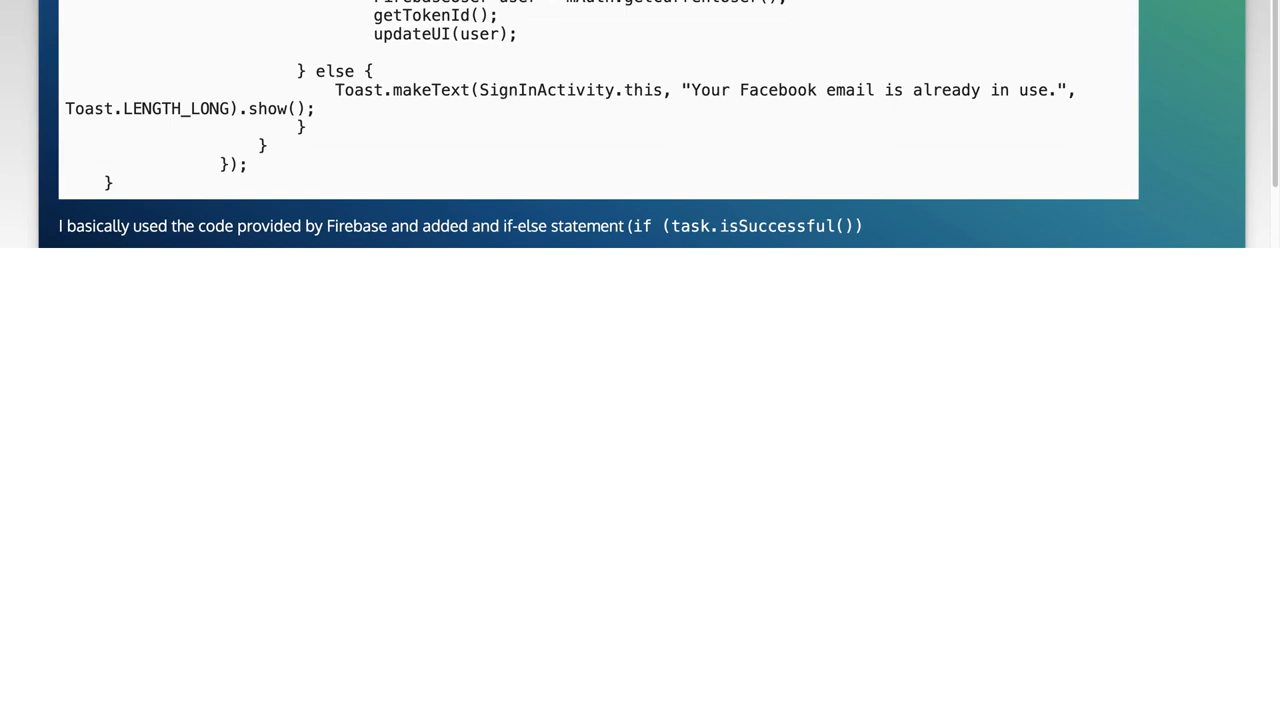 getTokenId();
updateUI(user);
} else {
Toast.makeText(SignInActivity.this, "Your Facebook email is already in use.",
Toast.LENGTH_LONG).show();
}
}
});
}
I basically used the code provided by Firebase and added and if-else statement (if (task.isSuccessful())